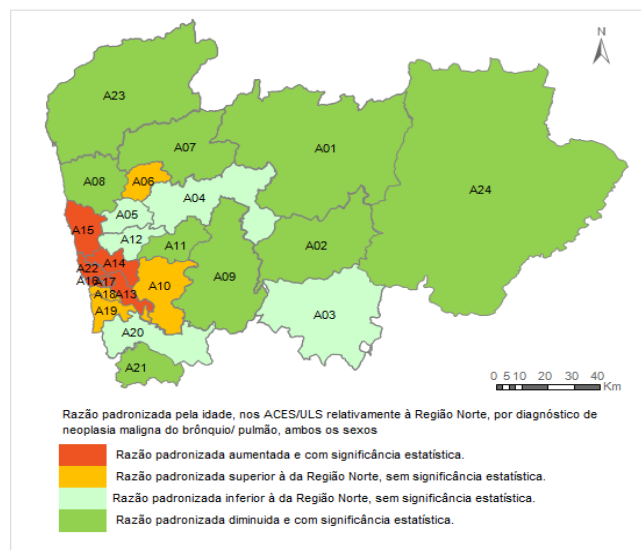 N
A23
A07
A01
A24
A08
A06
A04
A05
A15
A12
A11
A02
A14
A22
A16
A17
A13
A18
A10
A09
A19
A03
A20
A21
0 5 10 20 30 40
Km
Razão padronizada pela idade, nos ACES/ULS relativamente à Região Norte, por diagnóstico de
neoplasia maligna do brônquio/ pulmão, ambos os sexos
Razão padronizada aumentada e com significância estatística.
Razão padronizada superior à da Região Norte, sem significância estatística.
Razão padronizada inferior à da Região Norte, sem significância estatística.
Razão padronizada diminuida e com significância estatística.